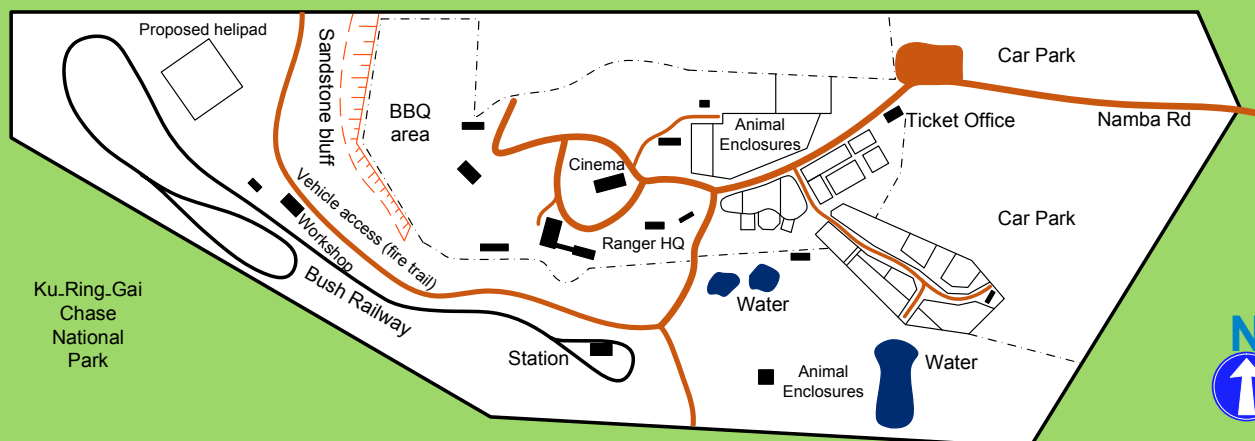 Proposed helipad
Sandstone bluff
BBQ
area
Cinema
Animal
Enclosures
Ticket Office
Car Park
Namba Rd
Car Park
Ranger HQ
Vehicle access (fire trail)
Workshop
Bush Railway
Ku-Ring-Gai
Chase
National
Park
Water
Station
Animal
Enclosures
Water
N